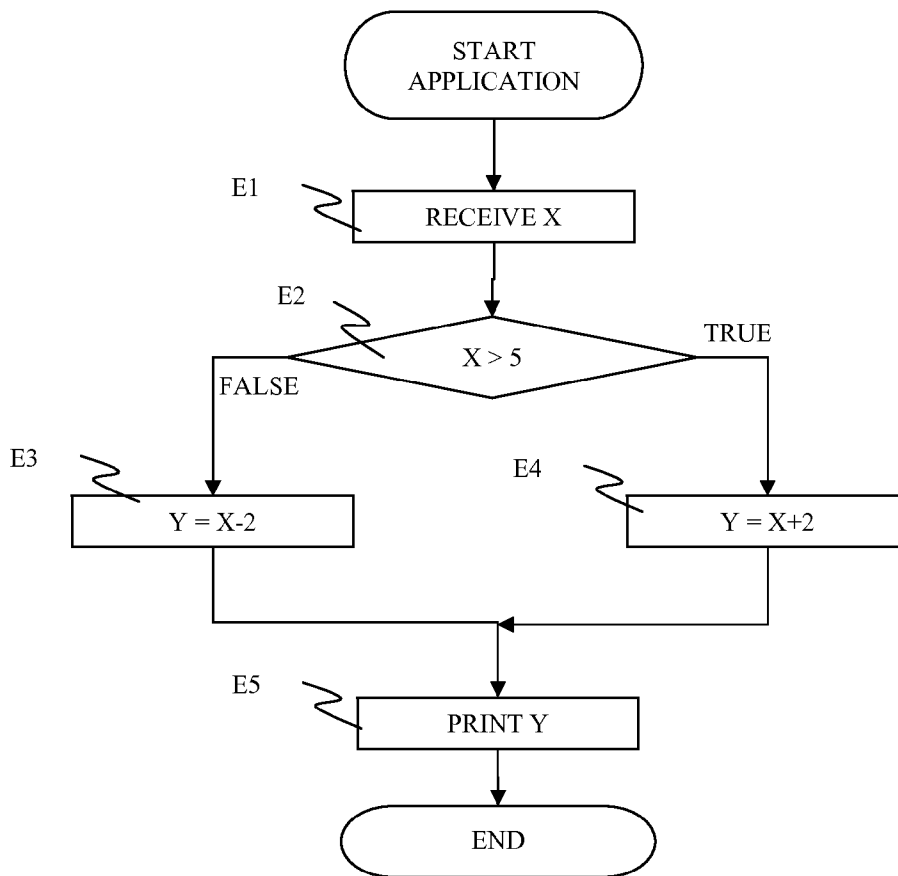 START
APPLICATION
E1
RECEIVE X
E2
TRUE
X > 5
FALSE
E3
E4
Y = X-2
Y = X+2
E5
PRINT Y
END